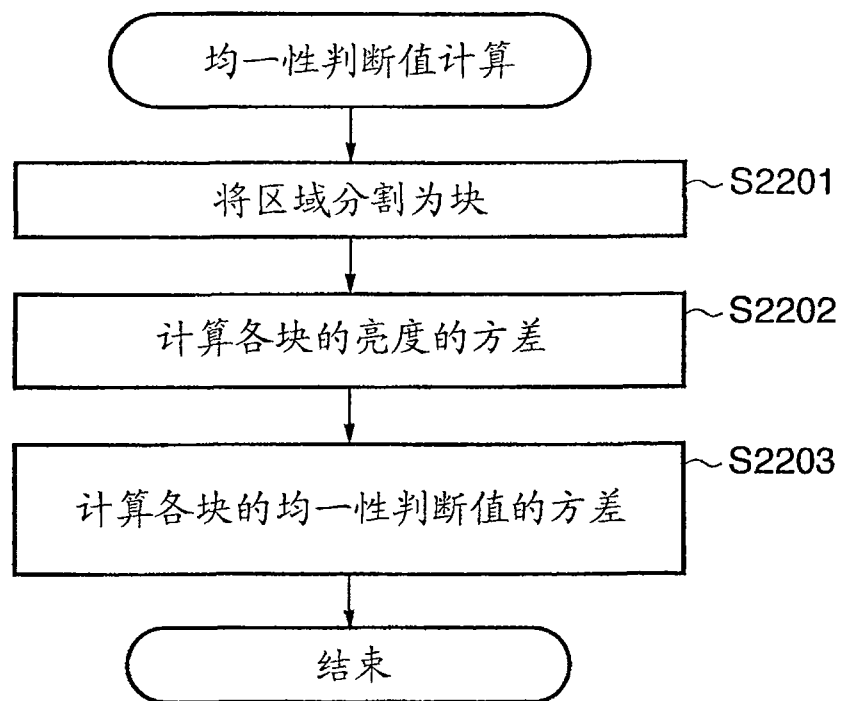 均一性判断值计算
将区域分割为块
S2201
计算各块的亮度的方差
S2202
计算各块的均一性判断值的方差
S2203
结束